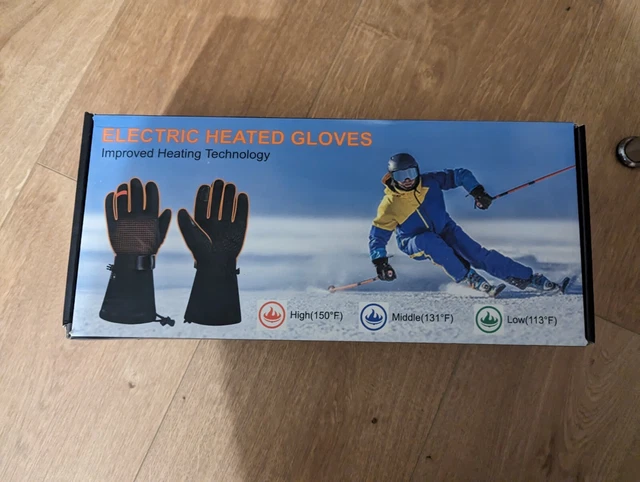 ELECTRIC HEATED GLOVES
Improved Heating Technology
High(150°F)
Middle(131°F)
Low(113°F)